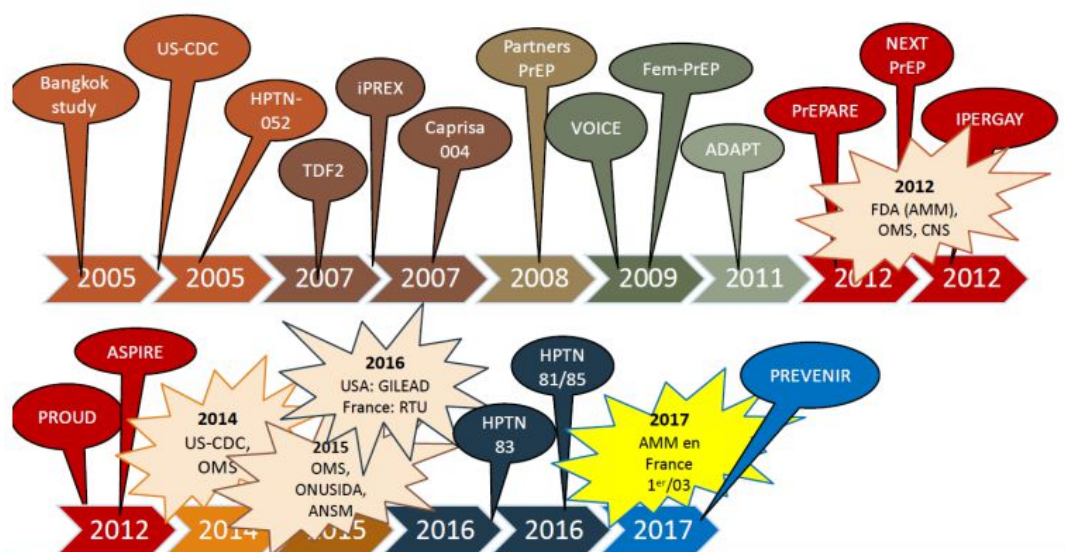 Bangkok
study
US-CDC
HPTN-
052
TDF2
iPREX
Caprisa
004
Partners
PrEP
VOICE
Fem-PrEP
ADAPT
PrEPARE
NEXT
PrEP
IPERGAY
2012
FDA (AMM),
OMS, CNS
2005
2005
2007
2007
2008
2009
2011
2012
2012
PROUD
ASPIRE
2014
US-CDC,
OMS
2016
USA: GILEAD
France: RTU
2015
OMS,
ONUSIDA,
ANSM
HPTN
83
HPTN
81/85
2017
AMM en
France
1er/03
PREVENIR
2012
2014
2015
2016
2016
2017